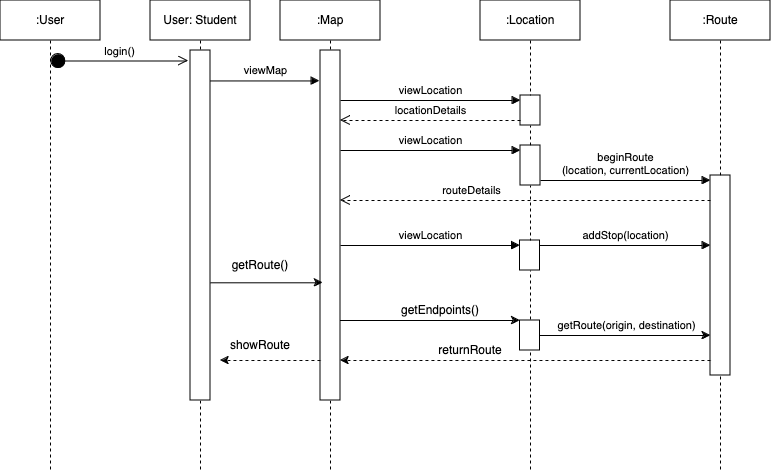 :User
User: Student
:Map
:Location
:Route
login()
viewMap
viewLocation
locationDetails
viewLocation
beginRoute
(location, currentLocation)
routeDetails
viewLocation
addStop(location)
getRoute()
getEndpoints()
getRoute(origin, destination)
showRoute
returnRoute